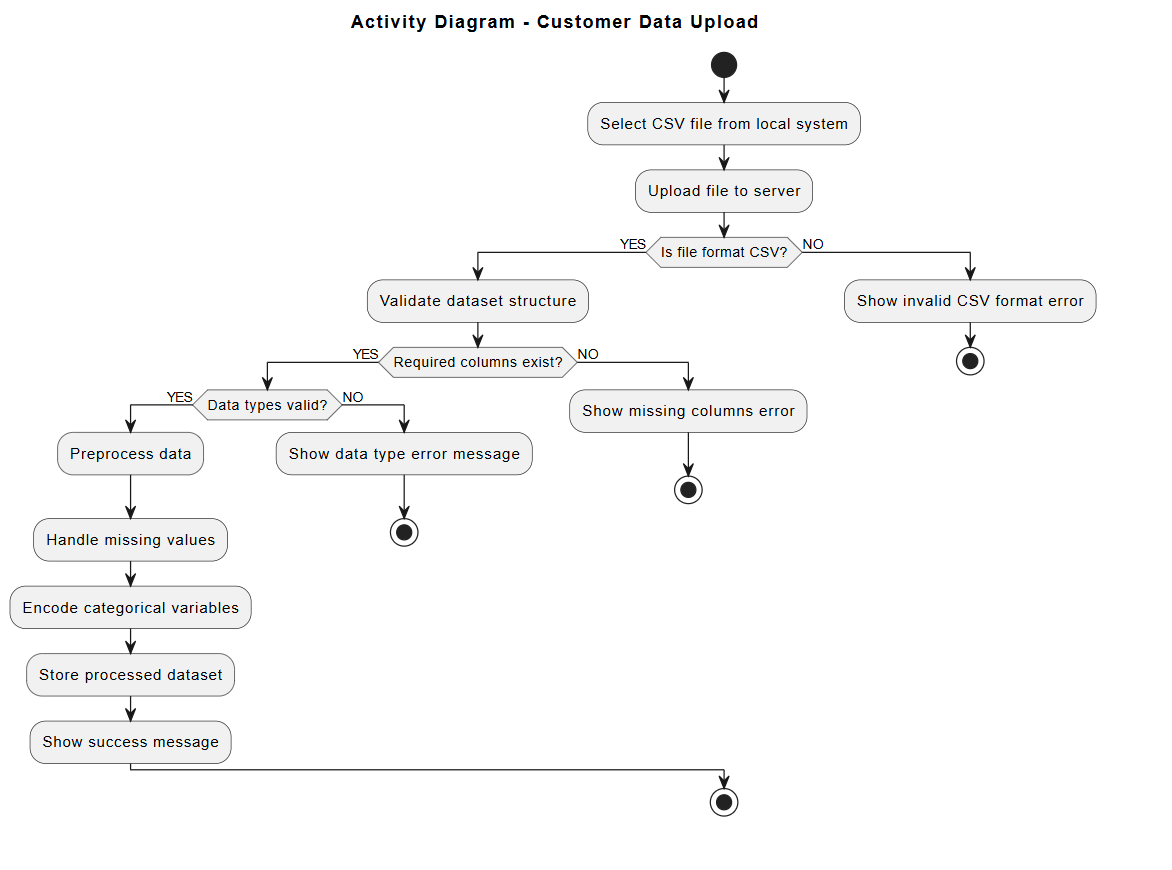 Activity Diagram - Customer Data Upload
Select CSV file from local system
Upload file to server
YES
Is file format CSV?
NO
Validate dataset structure
Show invalid CSV format error
YES
Required columns exist?
NO
YES
Data types valid?
NO
Show missing columns error
Preprocess data
Show data type error message
Handle missing values
Encode categorical variables
Store processed dataset
Show success message